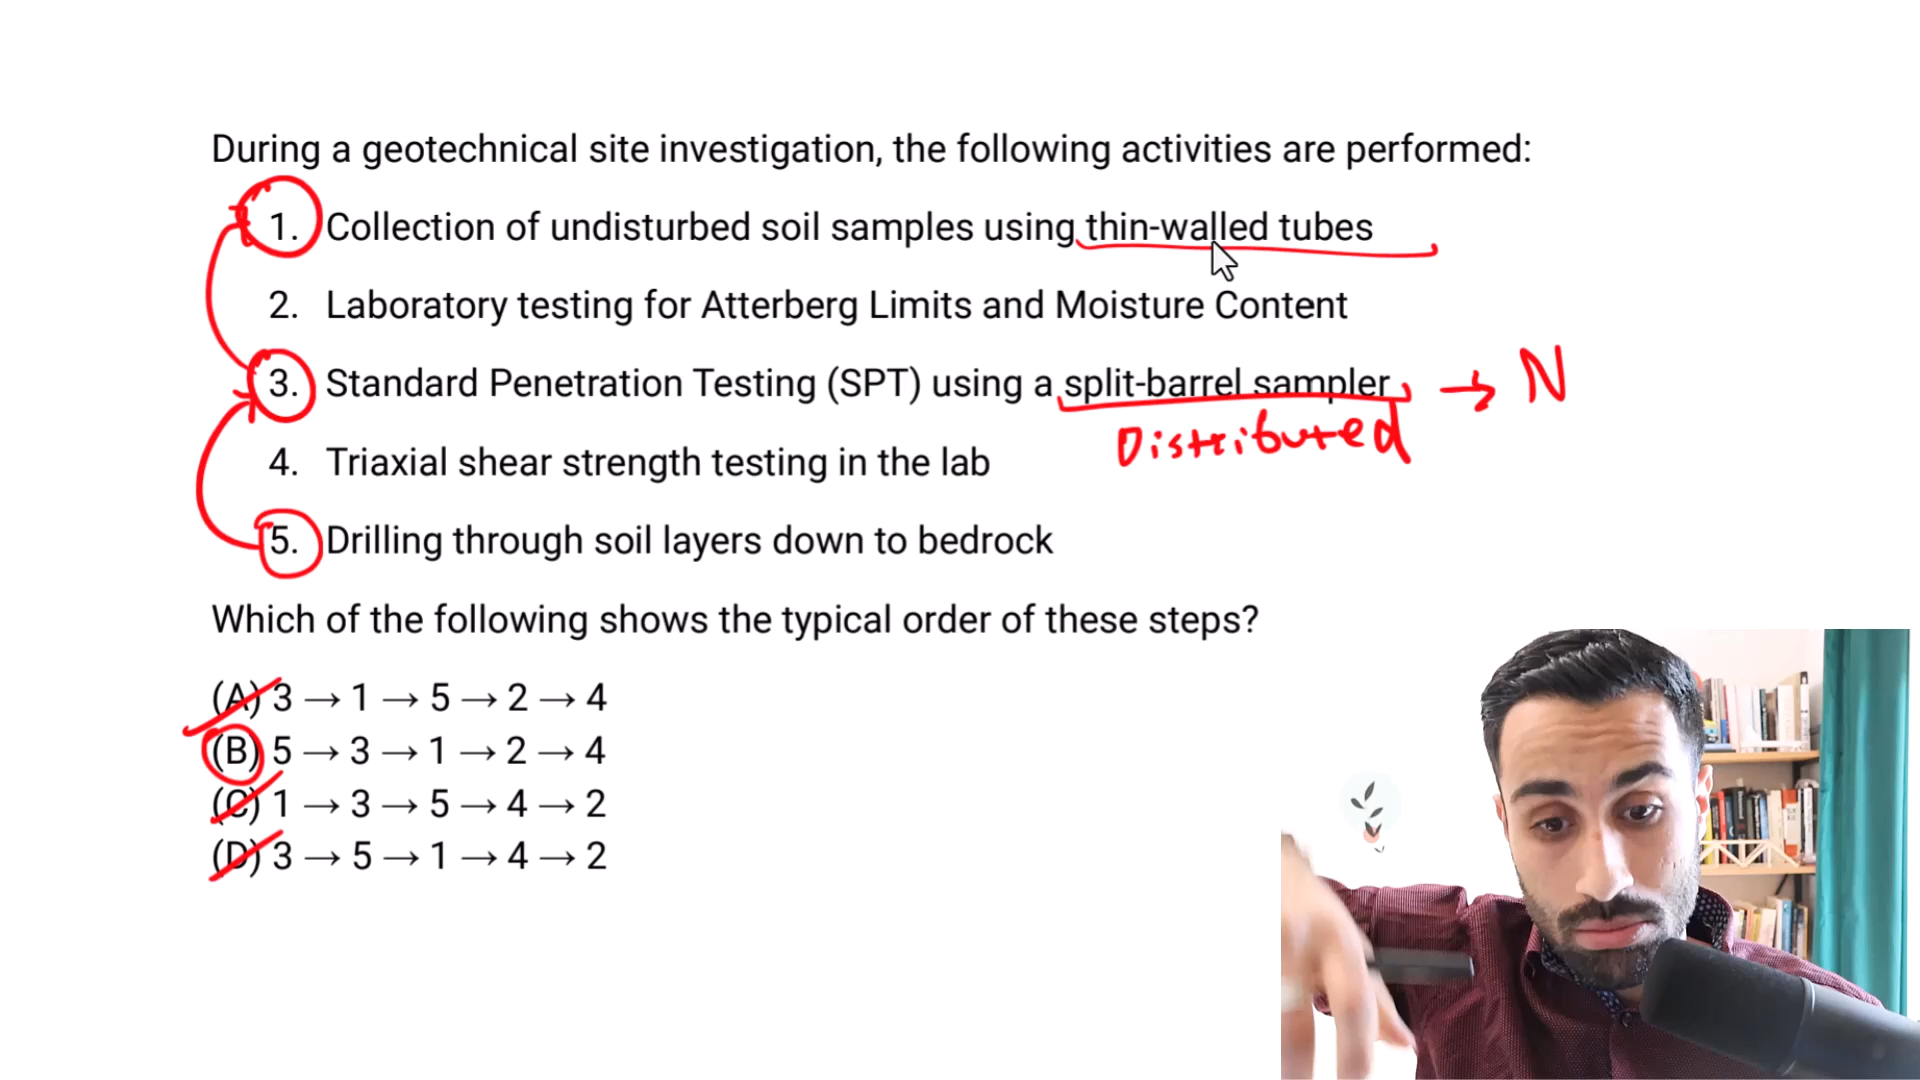 During a geotechnical site investigation, the following activities are performed:
1. Collection of undisturbed soil samples using thin-walled tubes
2. Laboratory testing for Atterberg Limits and Moisture Content
3. Standard Penetration Testing (SPT) using a split-barrel sampler → N
Distributed
4. Triaxial shear strength testing in the lab
5. Drilling through soil layers down to bedrock
Which of the following shows the typical order of these steps?
(A) 3 → 1 → 5 → 2 → 4
(B) 5 → 3 → 1 → 2 → 4
(C) 1 → 3 → 5 → 4 → 2
(D) 3 → 5 → 1 → 4 → 2